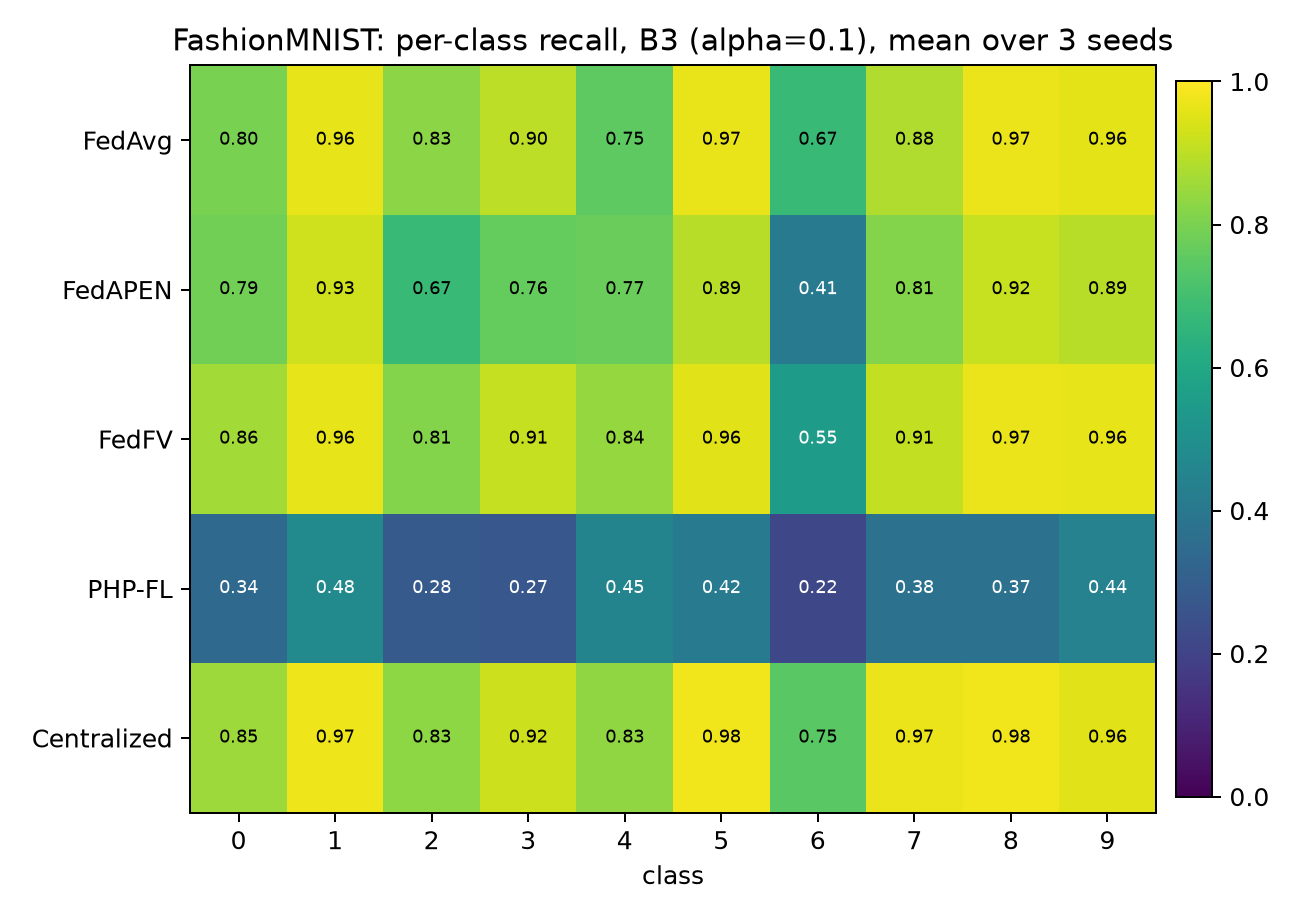 FashionMNIST: per-class recall, B3 (alpha=0.1), mean over 3 seeds
FedAvg 0.80 0.96 0.83 0.90 0.75 0.97 0.67 0.88 0.97 0.96
FedAPEN 0.79 0.93 0.67 0.76 0.77 0.89 0.41 0.81 0.92 0.89
FedFV 0.86 0.96 0.81 0.91 0.84 0.96 0.55 0.91 0.97 0.96
PHP-FL 0.34 0.48 0.28 0.27 0.45 0.42 0.22 0.38 0.37 0.44
Centralized 0.85 0.97 0.83 0.92 0.83 0.98 0.75 0.97 0.98 0.96
0 1 2 3 4 5 6 7 8 9
class
1.0
0.8
0.6
0.4
0.2
0.0